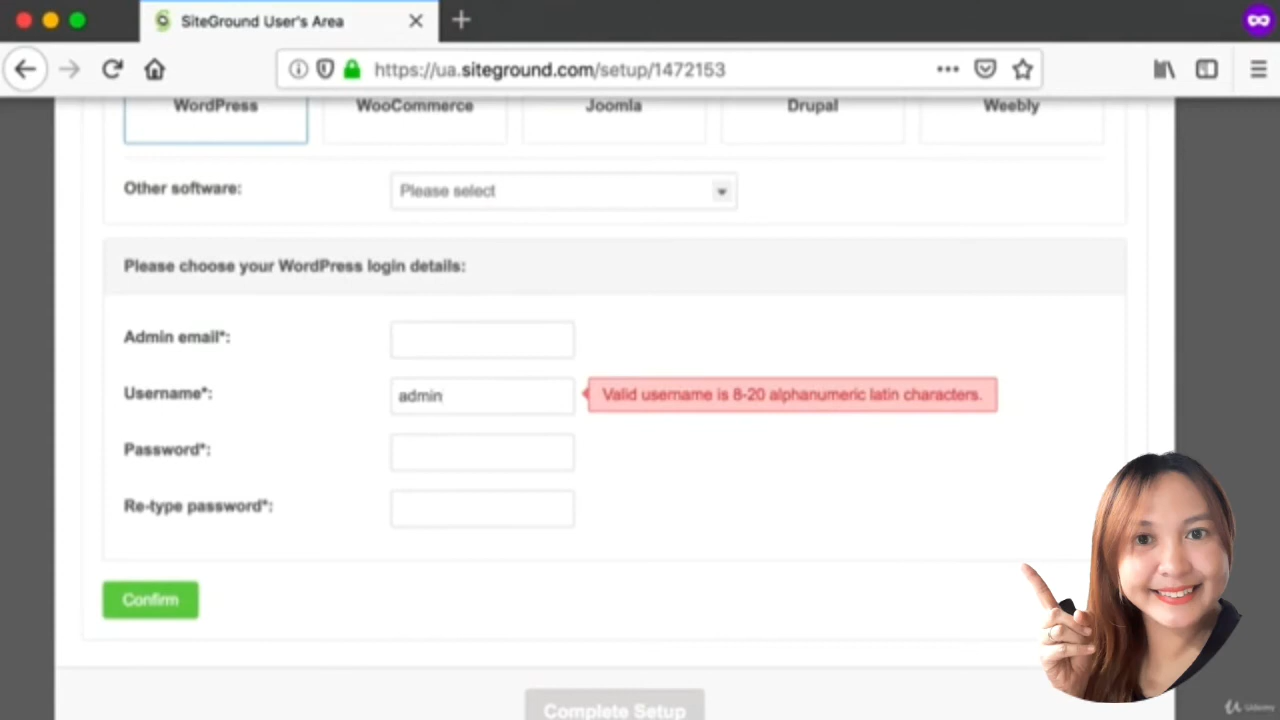 SiteGround User's Area
https://ua.siteground.com/setup/1472153
WordPress WooCommerce Joomla Drupal Weebly
Other software: Please select
Please choose your WordPress login details:
Admin email*:
Username*: admin Valid username is 8-20 alphanumeric latin characters.
Password*:
Re-type password*:
Confirm
Complete Setup
Udemy